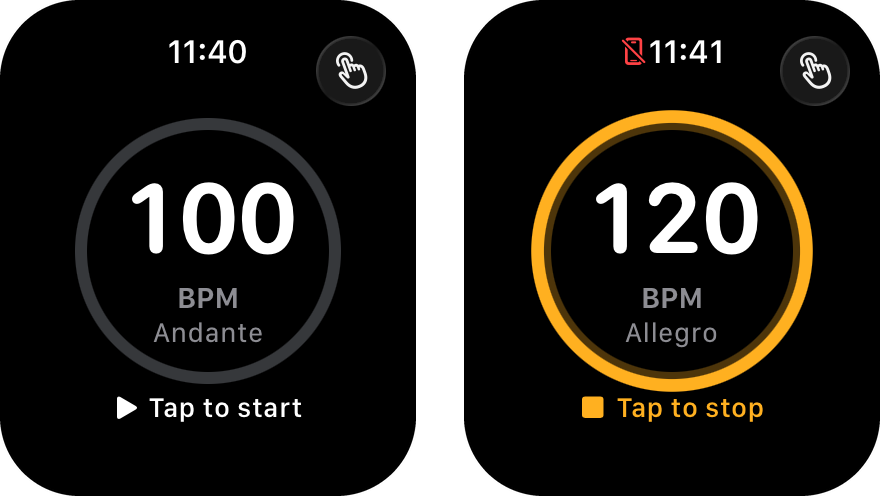 11:40
100
BPM
Andante
Tap to start
11:41
120
BPM
Allegro
Tap to stop